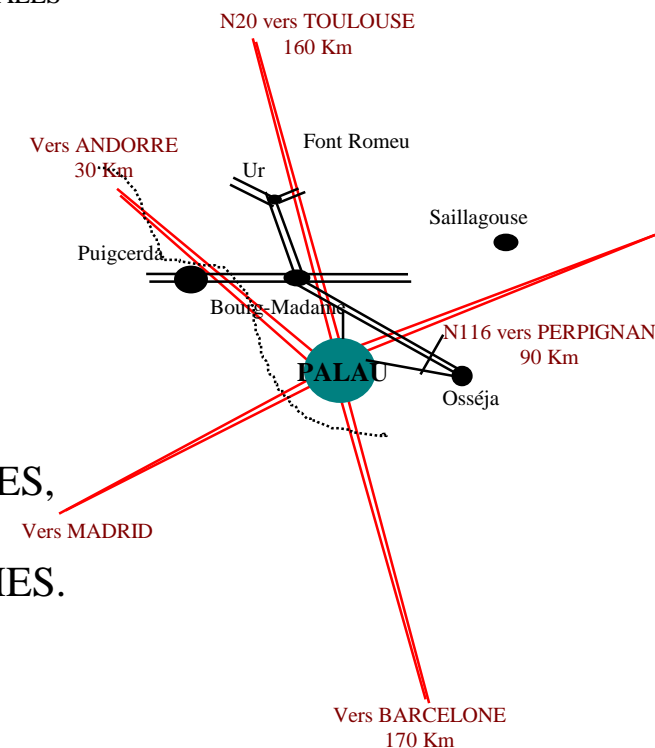 N20 vers TOULOUSE
160 Km
Font Romeu
Vers ANDORRE
30 Km
Ur
Saillagouse
Puigcerda
Bourg-Madame
N116 vers PERPIGNAN
90 Km
PALAU
Osséja
ES,
Vers MADRID
IES.
Vers BARCELONE
170 Km